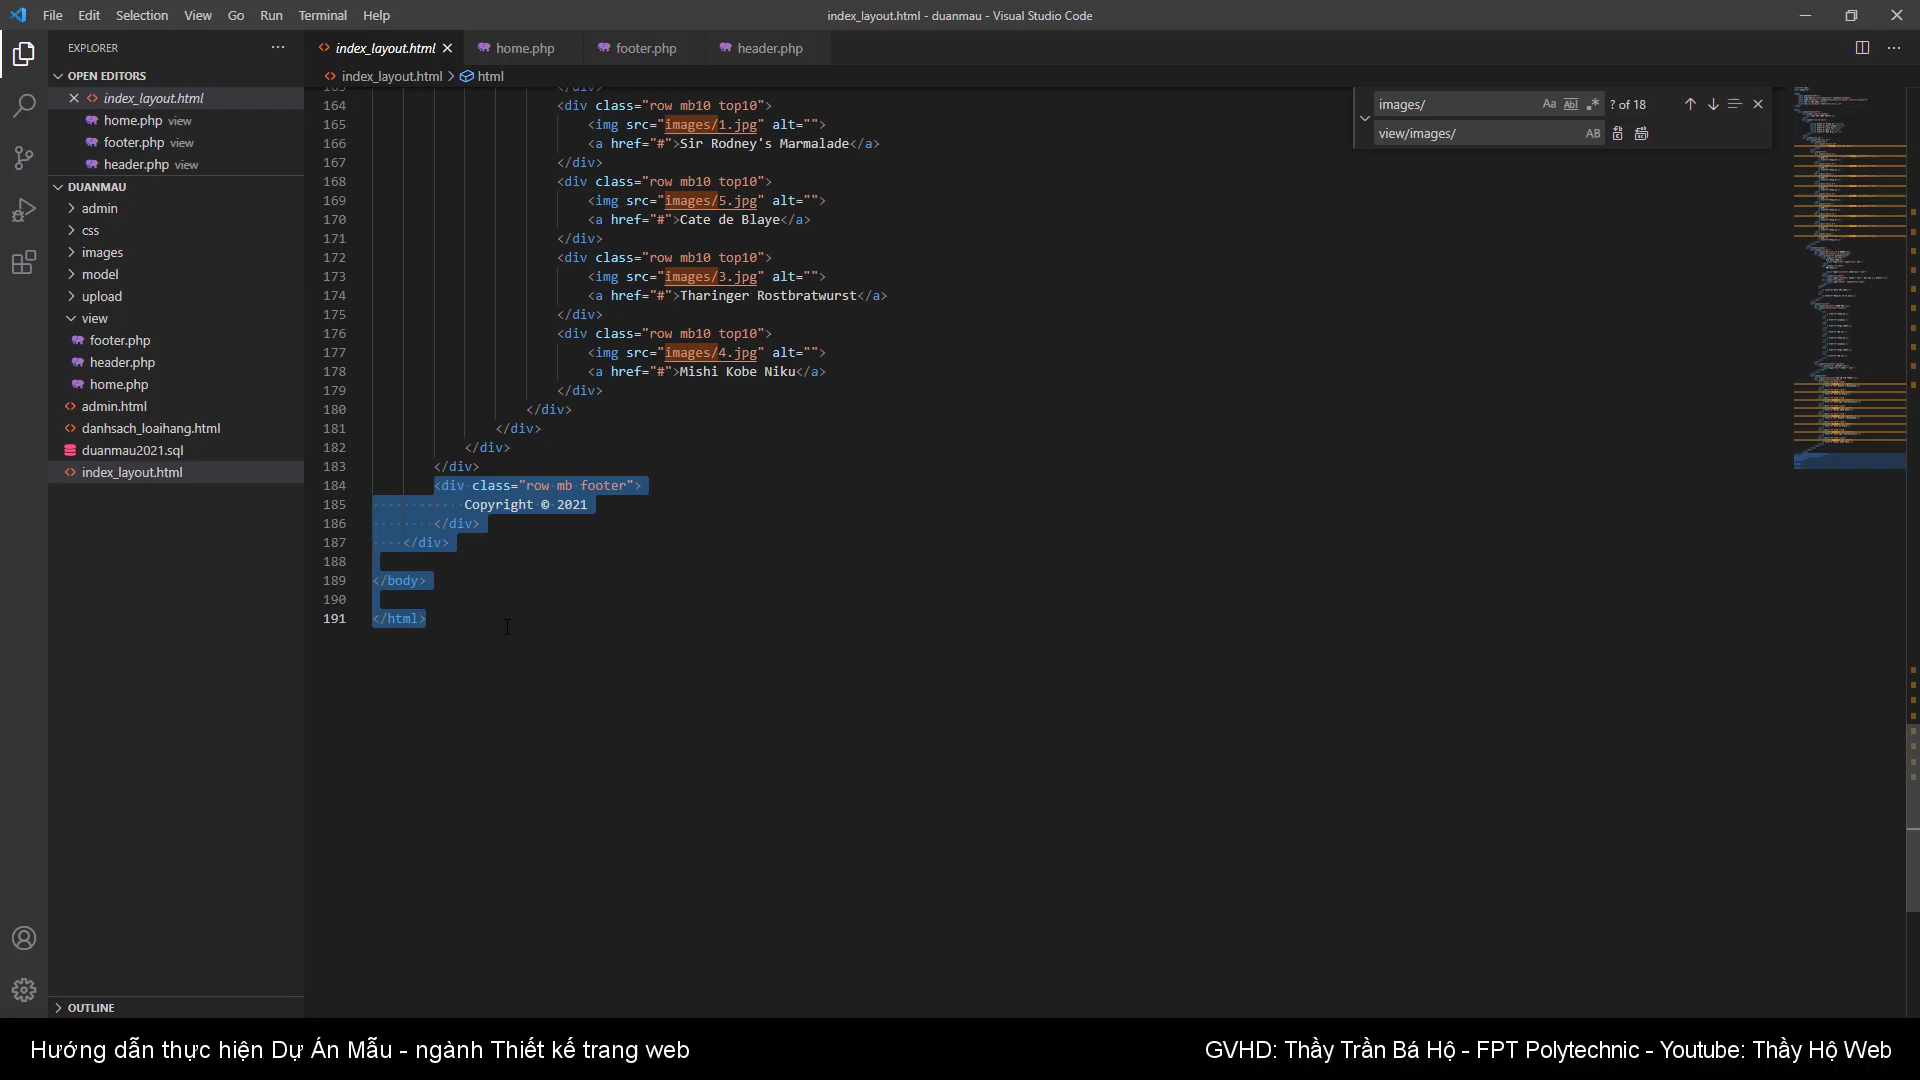 File Edit Selection View Go Run Terminal Help
index_layout.html - duanmau - Visual Studio Code
EXPLORER
OPEN EDITORS
index_layout.html
home.php view
footer.php view
header.php view
DUANMAU
admin
css
images
model
upload
view
footer.php
header.php
home.php
admin.html
danhsach_loaihang.html
duanmau2021.sql
index_layout.html
OUTLINE
index_layout.html home.php footer.php header.php
index_layout.html > html
images/ Aa Abl .* ? of 18
view/images/ AB
164 <div class="row mb10 top10">
165 <img src="images/1.jpg" alt="">
166 <a href="#">Sir Rodney's Marmalade</a>
167 </div>
168 <div class="row mb10 top10">
169 <img src="images/5.jpg" alt="">
170 <a href="#">Cate de Blaye</a>
171 </div>
172 <div class="row mb10 top10">
173 <img src="images/3.jpg" alt="">
174 <a href="#">Tharinger Rostbratwurst</a>
175 </div>
176 <div class="row mb10 top10">
177 <img src="images/4.jpg" alt="">
178 <a href="#">Mishi Kobe Niku</a>
179 </div>
180 </div>
181 </div>
182 </div>
183 </div>
184 <div class="row mb footer">
185 Copyright © 2021
186 </div>
187 </div>
188
189 </body>
190
191 </html>
Hướng dẫn thực hiện Dự Án Mẫu - ngành Thiết kế trang web
GVHD: Thầy Trần Bá Hộ - FPT Polytechnic - Youtube: Thầy Hộ Web